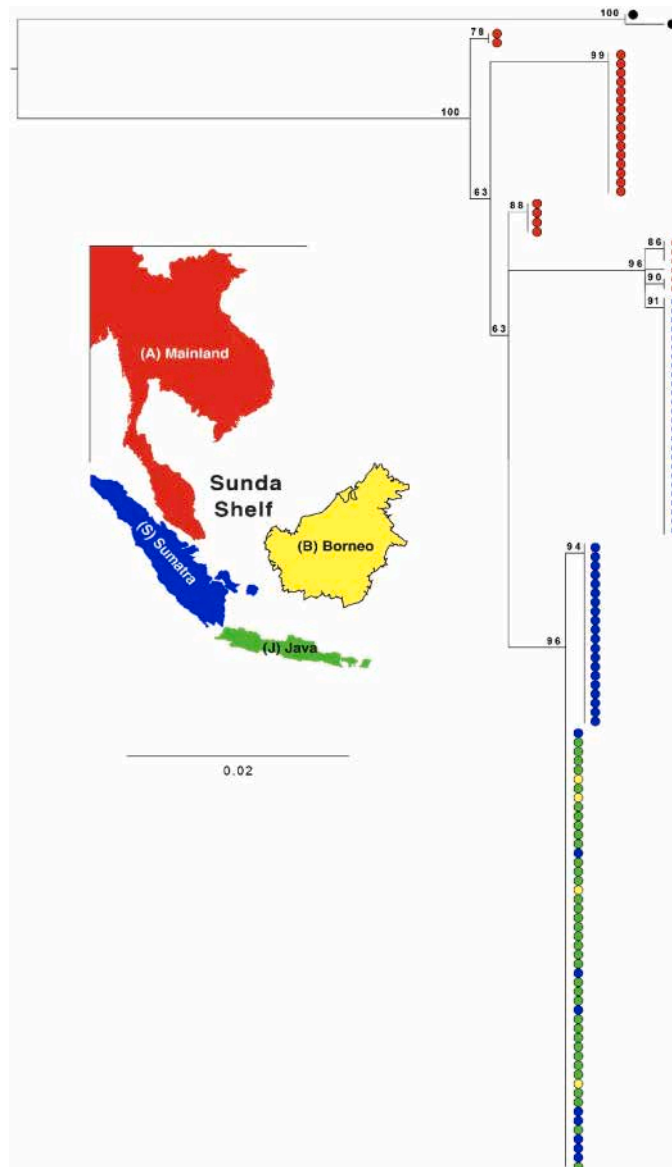 100
78
99
100
63
88
86
96
90
91
63
(A) Mainland
Sunda
Shelf
(B) Borneo
(S) Sumatra
(J) Java
94
96
0.02